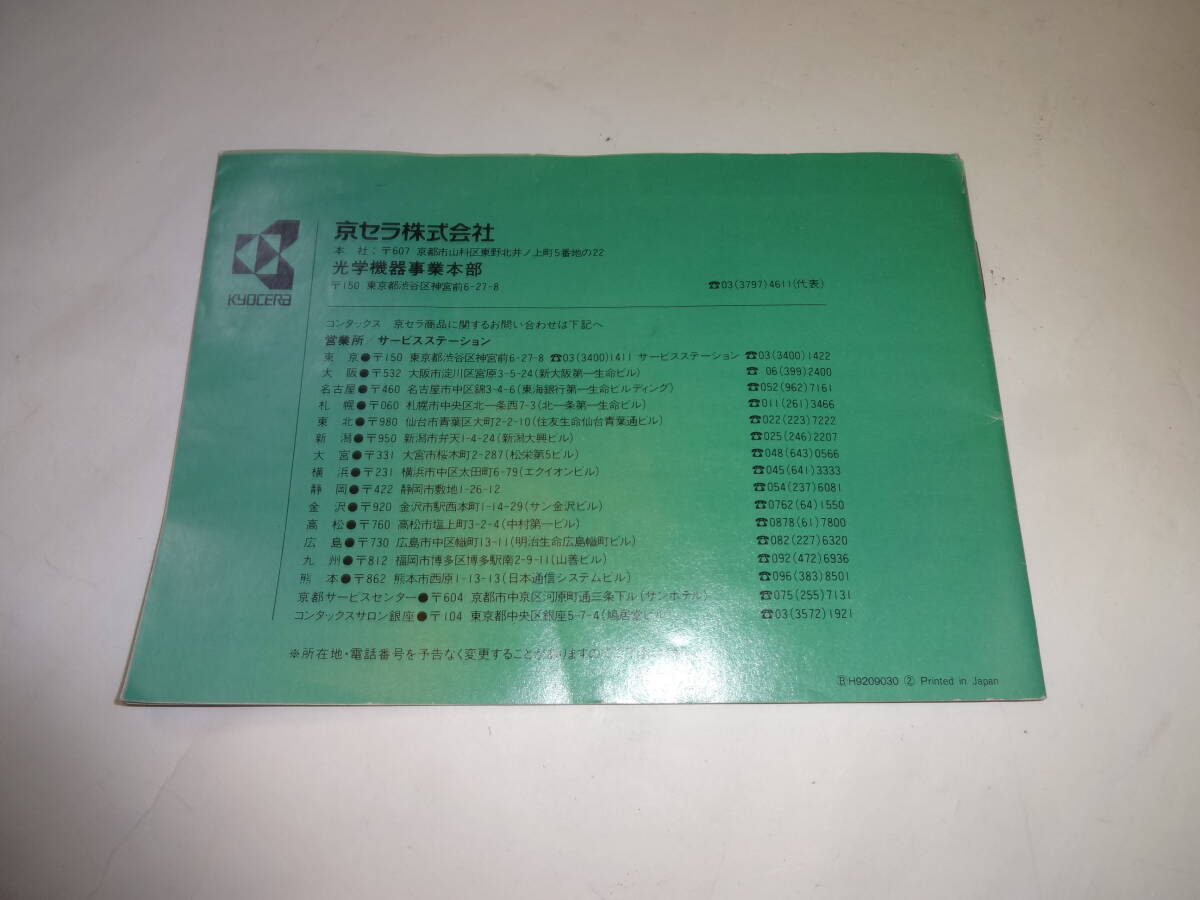 KYOCERA
京セラ株式会社
本 社：〒607 京都市山科区東野北井ノ上町5番地の22
光学機器事業本部
〒150 東京都渋谷区神宮前6-27-8 ☎03(3797)4611(代表)
コンタックス 京セラ商品に関するお問い合わせは下記へ
営業所／サービスステーション
東 京●〒150 東京都渋谷区神宮前6-27-8 ☎03(3400)1411 サービスステーション ☎03(3400)1422
大 阪●〒532 大阪市淀川区宮原3-5-24(新大阪第一生命ビル) ☎ 06(399)2400
名古屋●〒460 名古屋市中区錦3-4-6(東海銀行第一生命ビルディング) ☎052(962)7161
札 幌●〒060 札幌市中央区北一条西7-3(北一条第一生命ビル) ☎011(261)3466
東 北●〒980 仙台市青葉区大町2-2-10(住友生命仙台青葉通ビル) ☎022(223)7222
新 潟●〒950 新潟市弁天1-4-24(新潟大興ビル) ☎025(246)2207
大 宮●〒331 大宮市桜木町2-287(松栄第5ビル) ☎048(643)0566
横 浜●〒231 横浜市中区太田町6-79(エクイオンビル) ☎045(641)3333
静 岡●〒422 静岡市敷地1-26-12 ☎054(237)6081
金 沢●〒920 金沢市駅西本町1-14-29(サン金沢ビル) ☎0762(64)1550
高 松●〒760 高松市塩上町3-2-4(中村第一ビル) ☎0878(61)7800
広 島●〒730 広島市中区幟町13-11(明治生命広島幟町ビル) ☎082(227)6320
九 州●〒812 福岡市博多区博多駅南2-9-11(山善ビル) ☎092(472)6936
熊 本●〒862 熊本市西原1-13-13(日本通信システムビル) ☎096(383)8501
京都サービスセンター●〒604 京都市中京区河原町通三条下ル(サンホテル) ☎075(255)7131
コンタックスサロン銀座●〒104 東京都中央区銀座5-7-4(鳩居堂ビル ☎03(3572)1921
※所在地・電話番号を予告なく変更することがありますので
ⒷH9209030 ② Printed in Japan